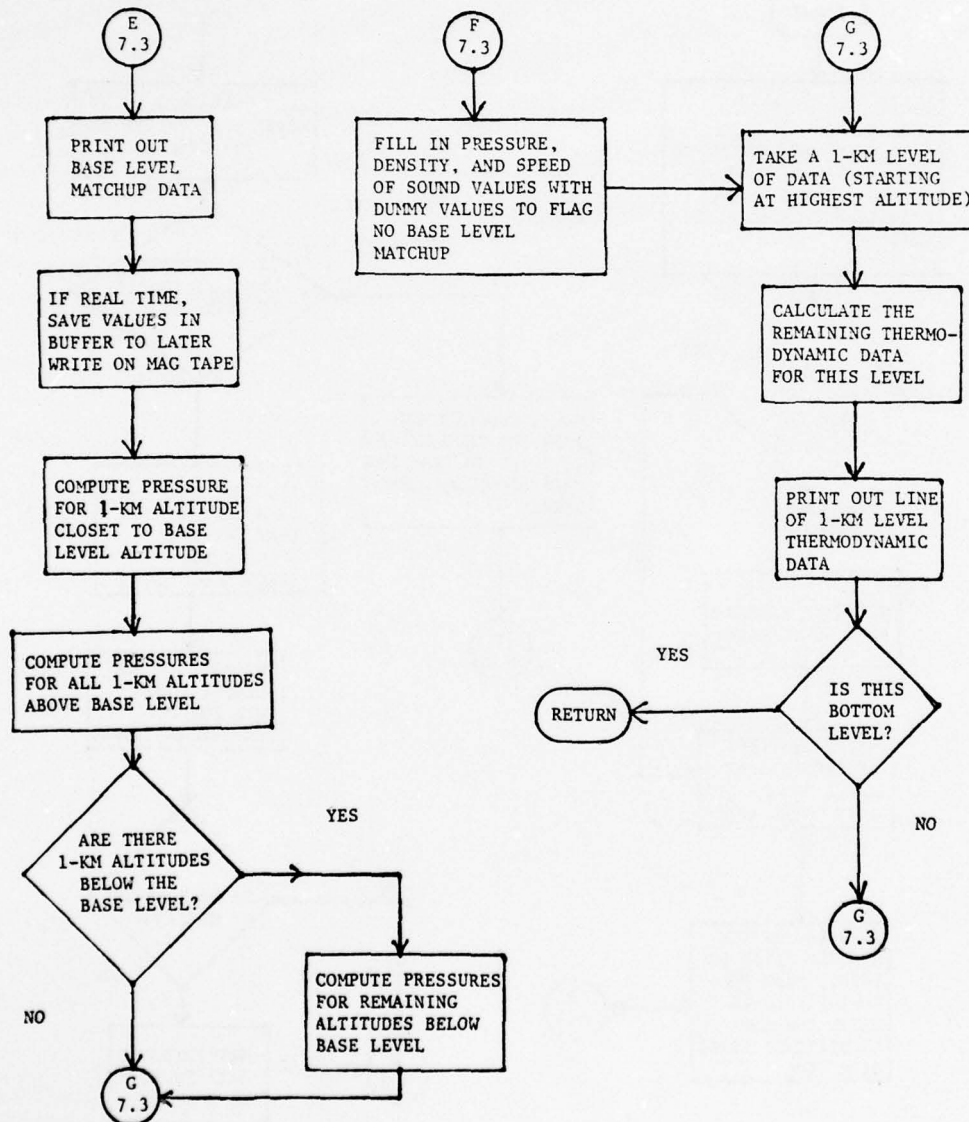 E
7.3
PRINT OUT
BASE LEVEL
MATCHUP DATA
IF REAL TIME,
SAVE VALUES IN
BUFFER TO LATER
WRITE ON MAG TAPE
COMPUTE PRESSURE
FOR 1-KM ALTITUDE
CLOSET TO BASE
LEVEL ALTITUDE
COMPUTE PRESSURES
FOR ALL 1-KM ALTITUDES
ABOVE BASE LEVEL
ARE THERE
1-KM ALTITUDES
BELOW THE
BASE LEVEL?
YES
COMPUTE PRESSURES
FOR REMAINING
ALTITUDES BELOW
BASE LEVEL
NO
G
7.3
F
7.3
FILL IN PRESSURE,
DENSITY, AND SPEED
OF SOUND VALUES WITH
DUMMY VALUES TO FLAG
NO BASE LEVEL
MATCHUP
G
7.3
TAKE A 1-KM LEVEL
OF DATA (STARTING
AT HIGHEST ALTITUDE)
CALCULATE THE
REMAINING THERMO-
DYNAMIC DATA
FOR THIS LEVEL
PRINT OUT LINE
OF 1-KM LEVEL
THERMODYNAMIC
DATA
IS THIS
BOTTOM
LEVEL?
YES
RETURN
NO
G
7.3